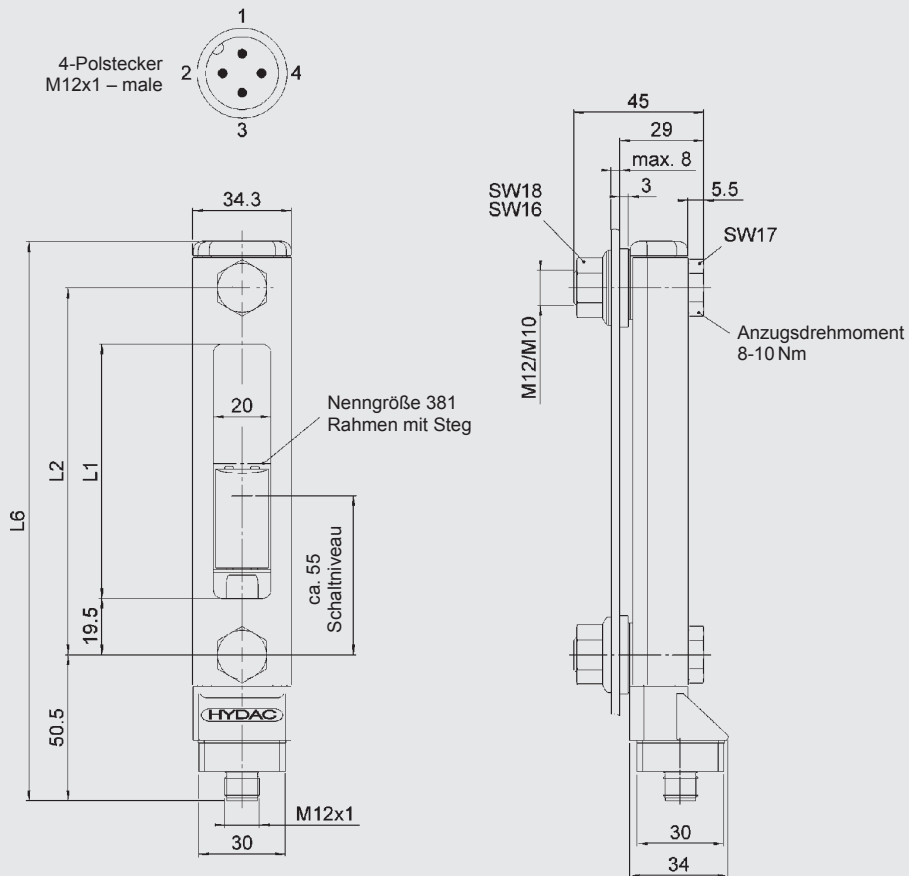 1
4-Polstecker
M12x1 – male
2
4
3
45
29
max. 8
3
5.5
SW18
SW16
SW17
34.3
M12/M10
Anzugsdrehmoment
8-10 Nm
20
Nenngröße 381
Rahmen mit Steg
L6
L2
L1
ca. 55
Schaltniveau
19.5
50.5
HYDAC
M12x1
30
30
34